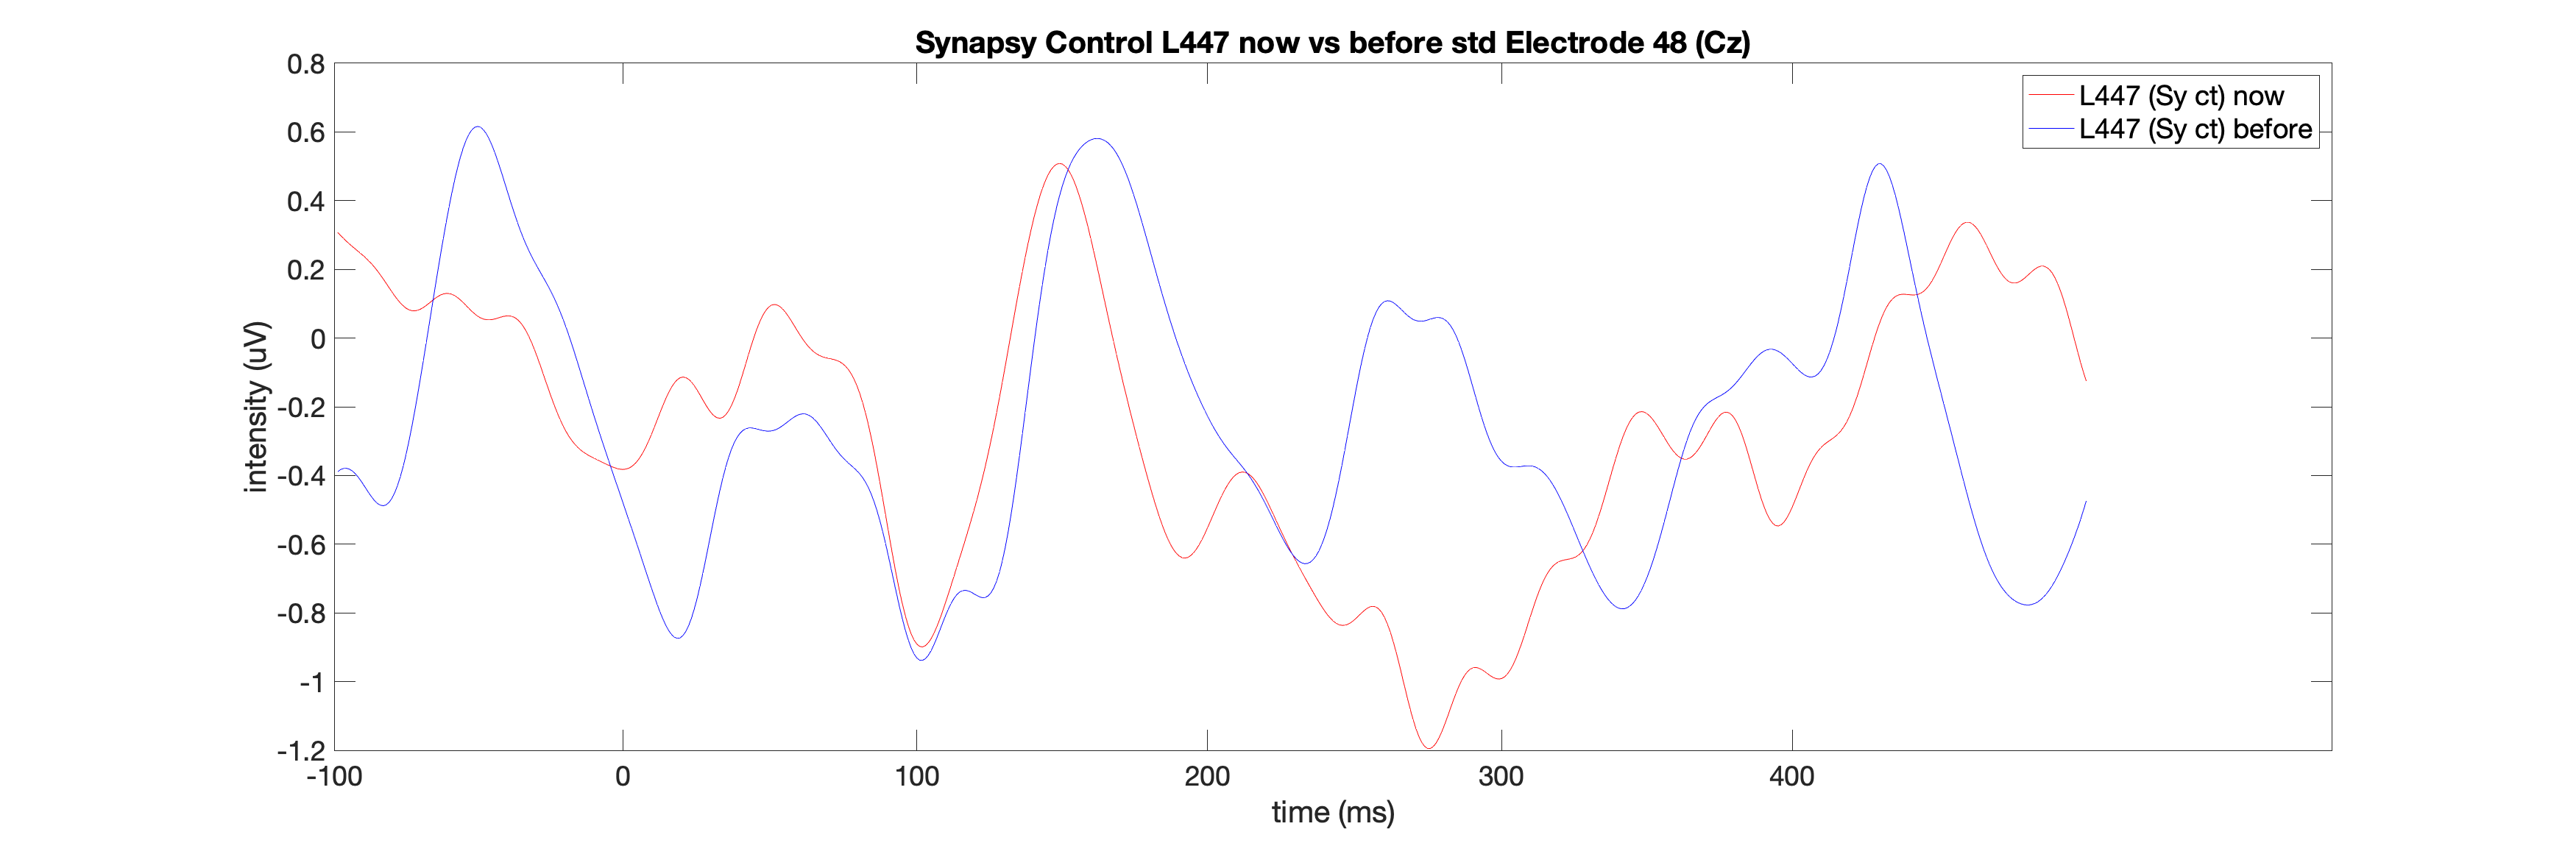 Synapsy Control L447 now vs before std Electrode 48 (Cz)
L447 (Sy ct) now
L447 (Sy ct) before
intensity (uV)
0.8
0.6
0.4
0.2
0
-0.2
-0.4
-0.6
-0.8
-1
-1.2
-100 0 100 200 300 400
time (ms)